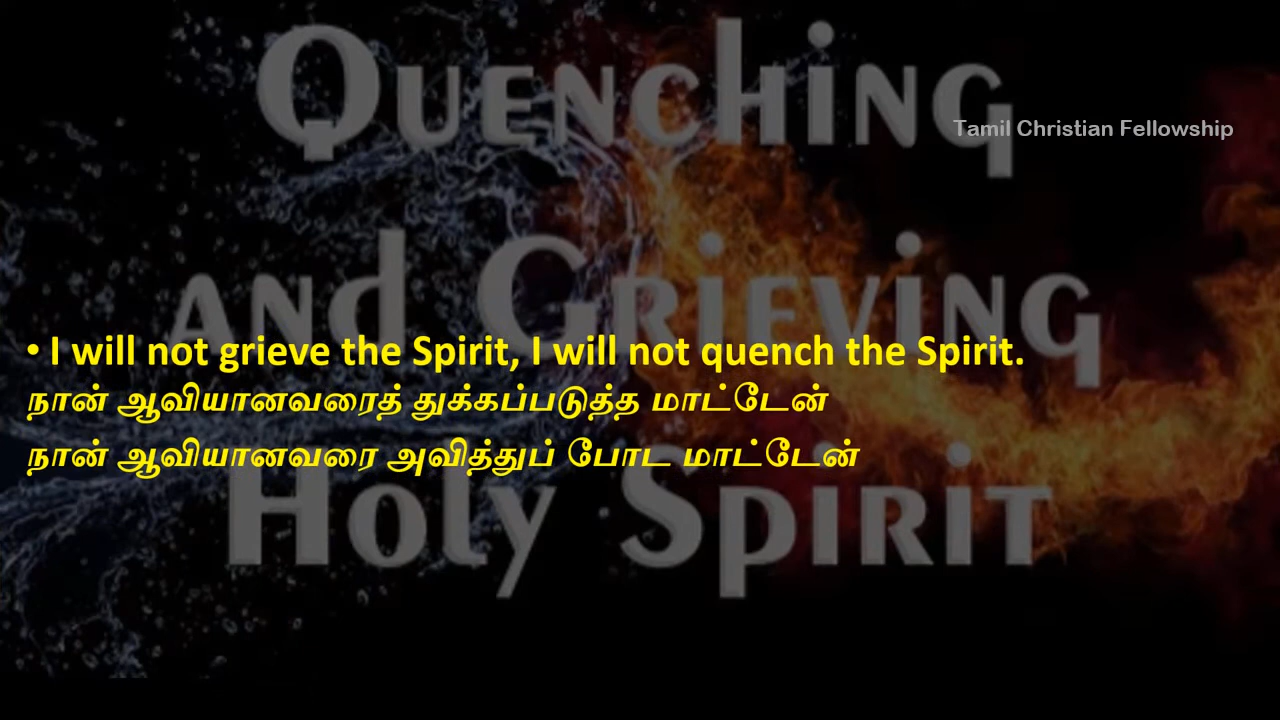 Quenching
Tamil Christian Fellowship
and Grieving
• I will not grieve the Spirit, I will not quench the Spirit.
நான் ஆவியானவரைத் துக்கப்படுத்த மாட்டேன்
நான் ஆவியானவரை அவித்துப் போட மாட்டேன்
Holy Spirit